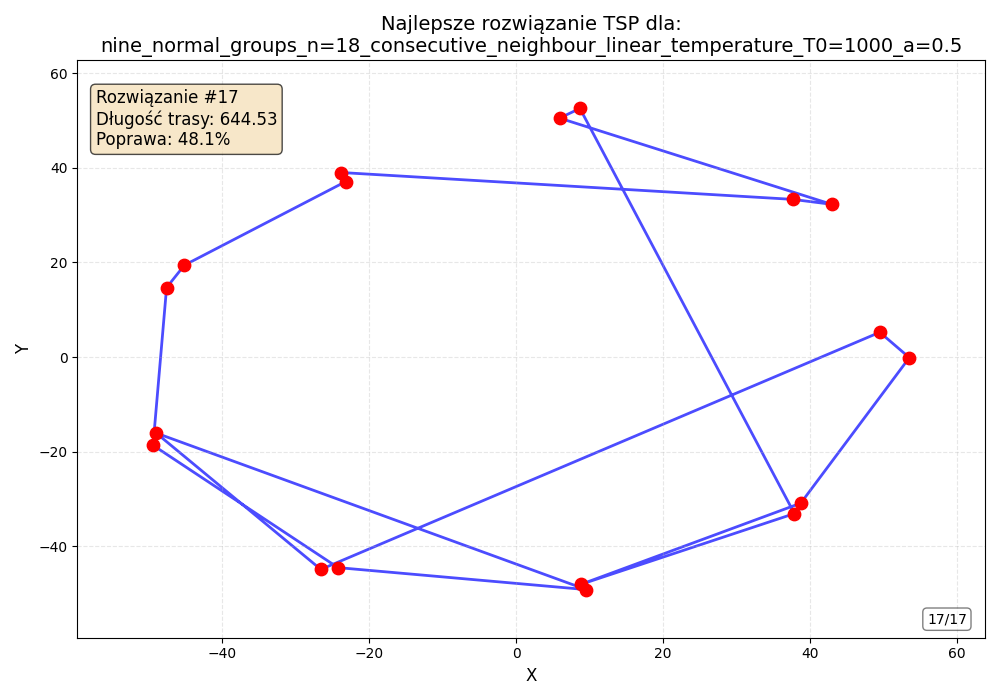 Najlepsze rozwiązanie TSP dla:
nine_normal_groups_n=18_consecutive_neighbour_linear_temperature_T0=1000_a=0.5
Rozwiązanie #17
Długość trasy: 644.53
Poprawa: 48.1%
60
40
20
0
−20
−40
Y
17/17
−40
−20
0
20
40
60
X